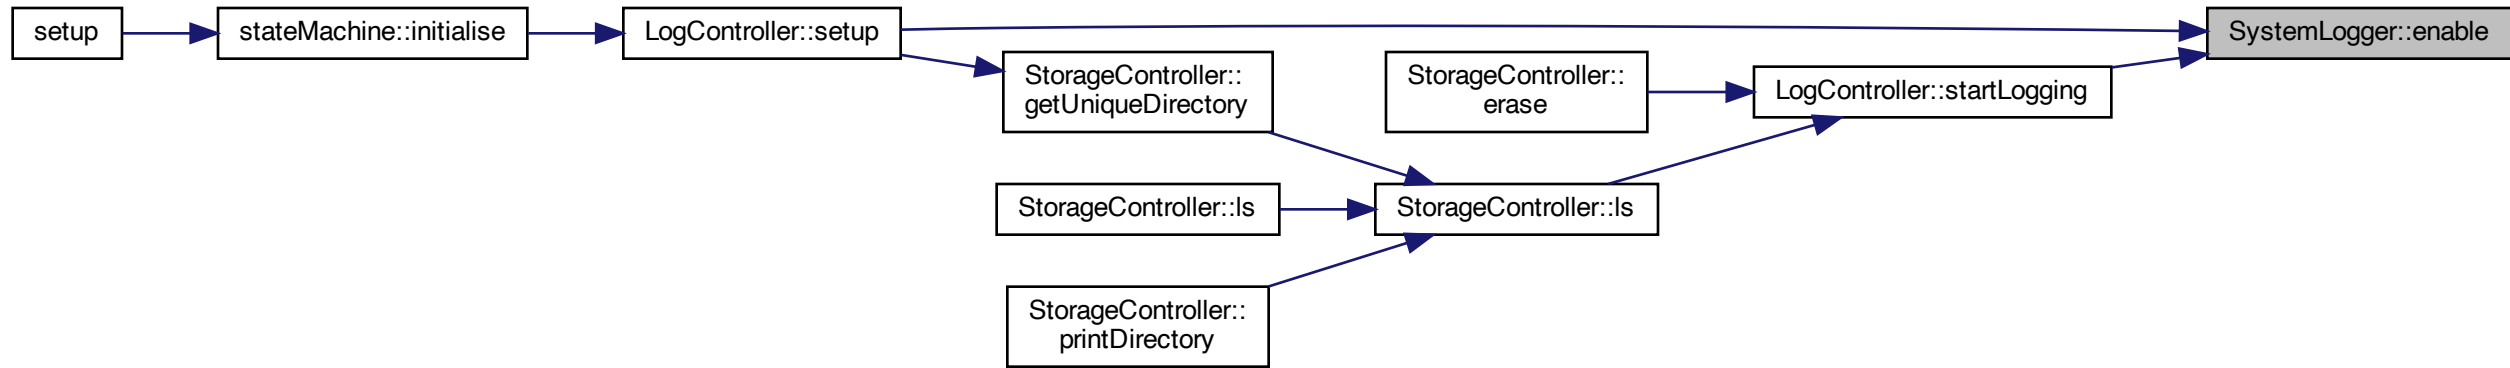 setup
stateMachine::initialise
LogController::setup
SystemLogger::enable
StorageController::
getUniqueDirectory
StorageController::
erase
LogController::startLogging
StorageController::ls
StorageController::ls
StorageController::
printDirectory